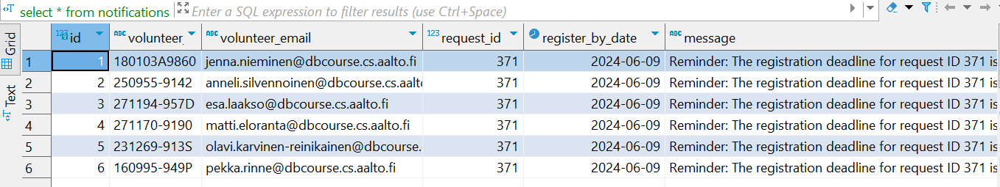 select * from notifications Enter a SQL expression to filter results (use Ctrl+Space)
Grid
Text
123 id ABC volunteer_ ABC volunteer_email 123 request_id register_by_date ABC message
1 1 180103A9860 jenna.nieminen@dbcourse.cs.aalto.fi 371 2024-06-09 Reminder: The registration deadline for request ID 371 is
2 2 250955-9142 anneli.silvennoinen@dbcourse.cs.aalto 371 2024-06-09 Reminder: The registration deadline for request ID 371 is
3 3 271194-957D esa.laakso@dbcourse.cs.aalto.fi 371 2024-06-09 Reminder: The registration deadline for request ID 371 is
4 4 271170-9190 matti.eloranta@dbcourse.cs.aalto.fi 371 2024-06-09 Reminder: The registration deadline for request ID 371 is
5 5 231269-913S olavi.karvinen-reinikainen@dbcourse. 371 2024-06-09 Reminder: The registration deadline for request ID 371 is
6 6 160995-949P pekka.rinne@dbcourse.cs.aalto.fi 371 2024-06-09 Reminder: The registration deadline for request ID 371 is